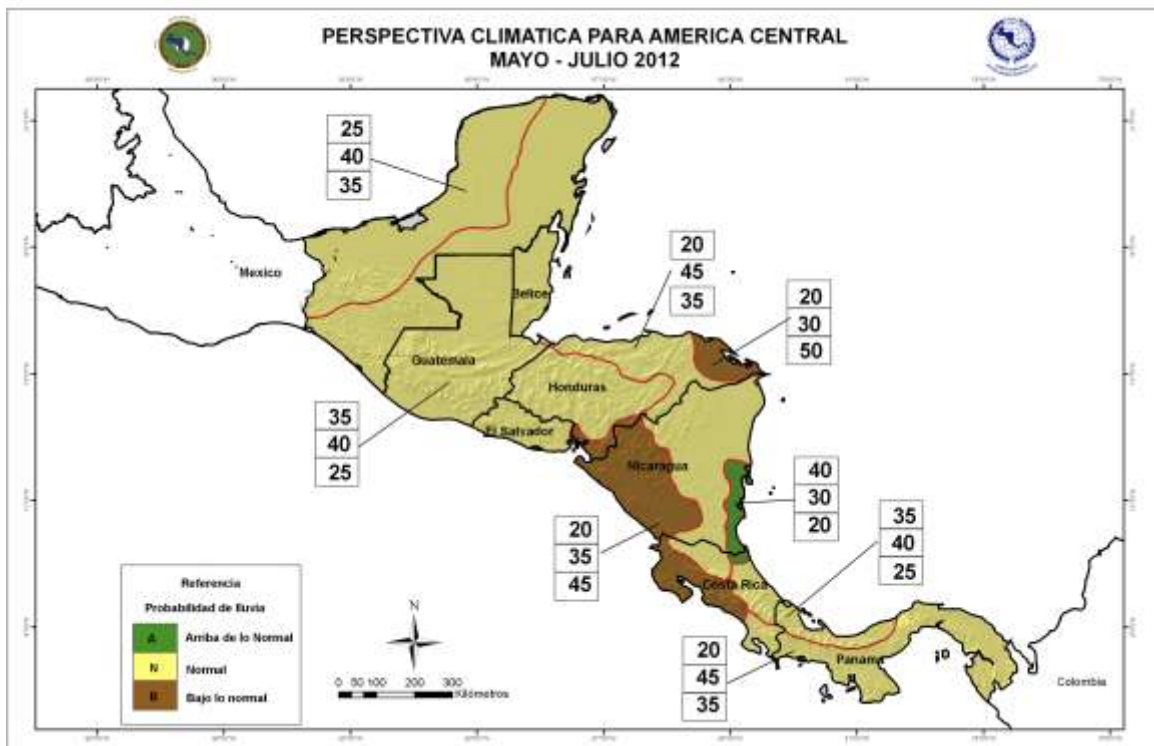 PERSPECTIVA CLIMATICA PARA AMERICA CENTRAL
MAYO - JULIO 2012
25
40
35
Mexico
Belice
20
45
35
20
30
50
Guatemala
Honduras
35
40
25
El Salvador
Nicaragua
40
30
20
20
35
45
35
40
25
Costa Rica
Panama
20
45
35
Colombia
Referencia
Probabilidad de lluvia
A Arriba de lo Normal
N Normal
B Bajo lo normal
N
0 50 100 200 300
Kilómetros